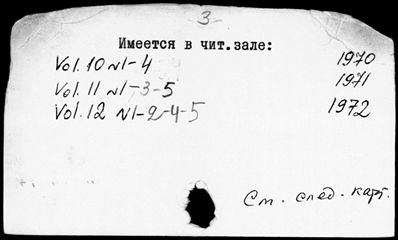 - 3 -
Имеется в чит.зале:
Vol. 10 №1-4 1970
Vol. 11 №1-3-5 1971
Vol. 12 №1-2-4-5 1972
См. след. карт.